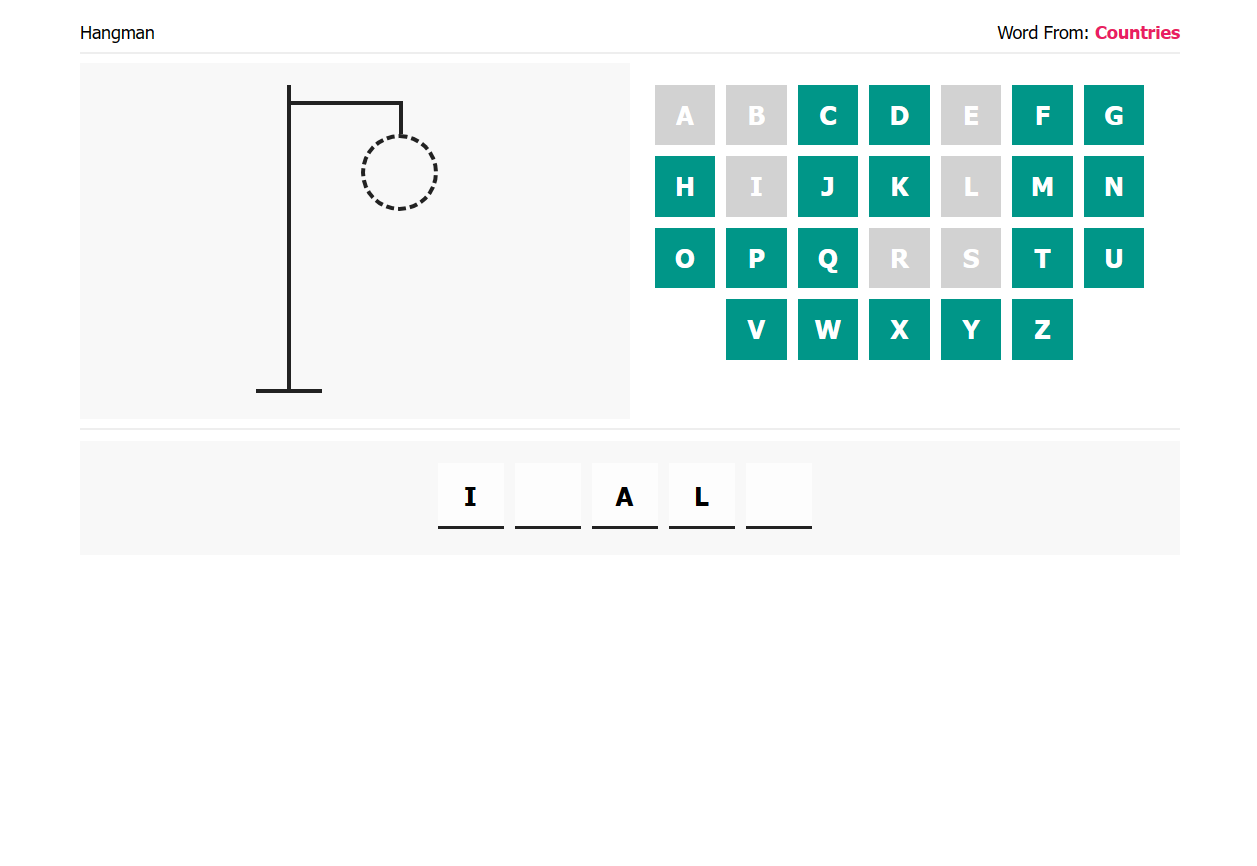 Hangman Word From: Countries
A B C D E F G
H I J K L M N
O P Q R S T U
V W X Y Z
I A L